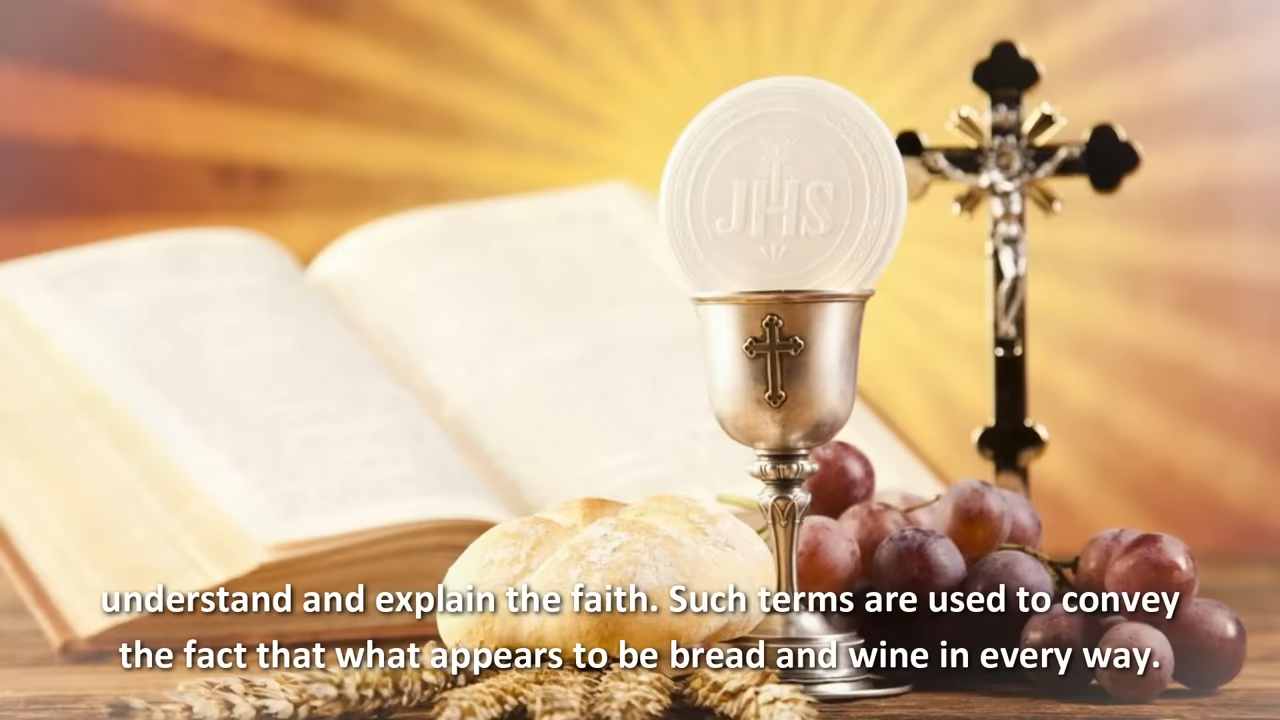 JHS
understand and explain the faith. Such terms are used to convey
the fact that what appears to be bread and wine in every way.